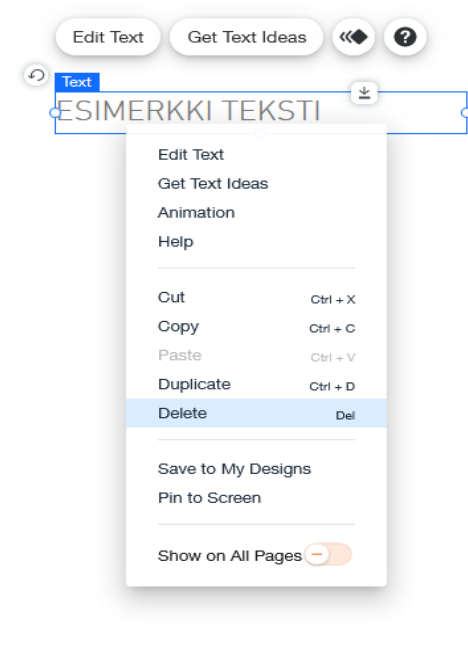 Edit Text Get Text Ideas ?
Text
ESIMERKKI TEKSTI
Edit Text
Get Text Ideas
Animation
Help
Cut Ctrl + X
Copy Ctrl + C
Paste Ctrl + V
Duplicate Ctrl + D
Delete Del
Save to My Designs
Pin to Screen
Show on All Pages